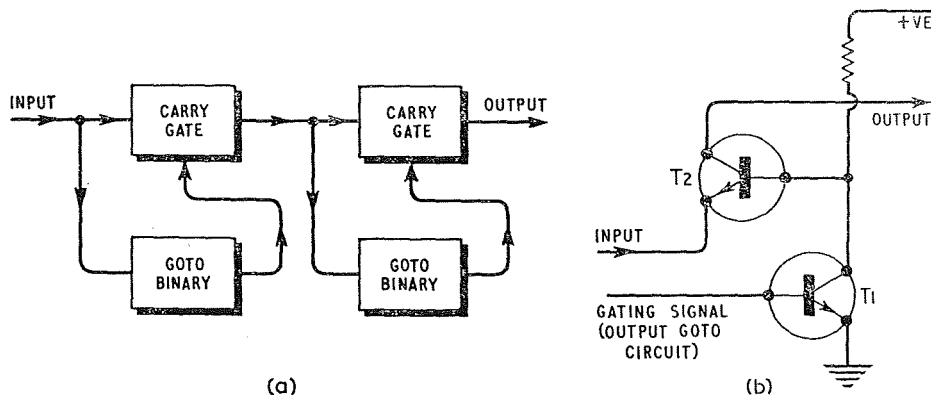 INPUT
CARRY
GATE
CARRY
GATE
OUTPUT
GOTO
BINARY
GOTO
BINARY
(a)
+VE
OUTPUT
T2
INPUT
T1
GATING SIGNAL
(OUTPUT GOTO
CIRCUIT)
(b)